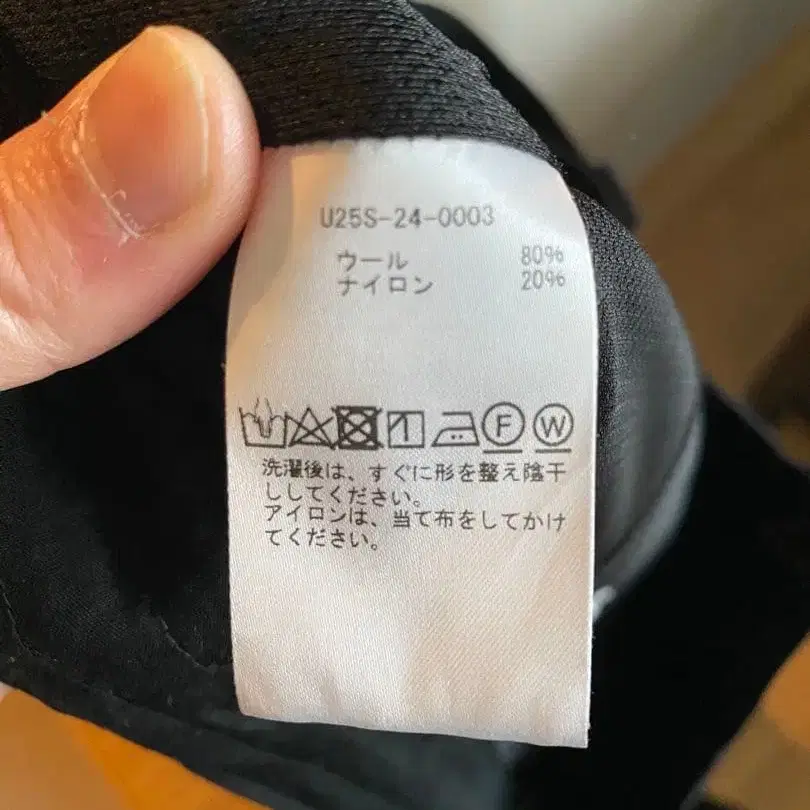 U25S-24-0003
ウール 80%
ナイロン 20%
F W
洗濯後は、すぐに形を整え陰干
ししてください。
アイロンは、当て布をしてかけ
てください。